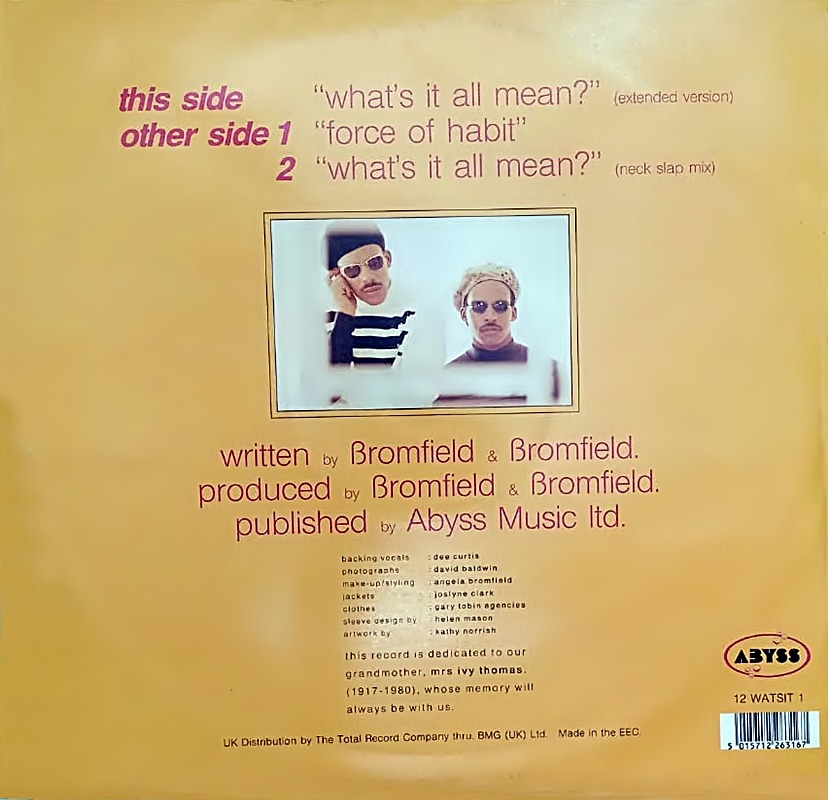 this side "what's it all mean?" (extended version)
other side 1 "force of habit"
2 "what's it all mean?" (neck slap mix)
written by Bromfield & Bromfield.
produced by Bromfield & Bromfield.
published by Abyss Music ltd.
backing vocals : dee curtis
photographs : david baldwin
make-up/styling : angela bromfield
jackets : joslyne clark
clothes : gary tobin agencies
sleeve design by : helen mason
artwork by : kathy norrish
this record is dedicated to our
grandmother, mrs ivy thomas.
(1917-1980), whose memory will
always be with us.
ABYSS
12 WATSIT 1
UK Distribution by The Total Record Company thru. BMG (UK) Ltd. Made in the EEC.
5 015712 263167